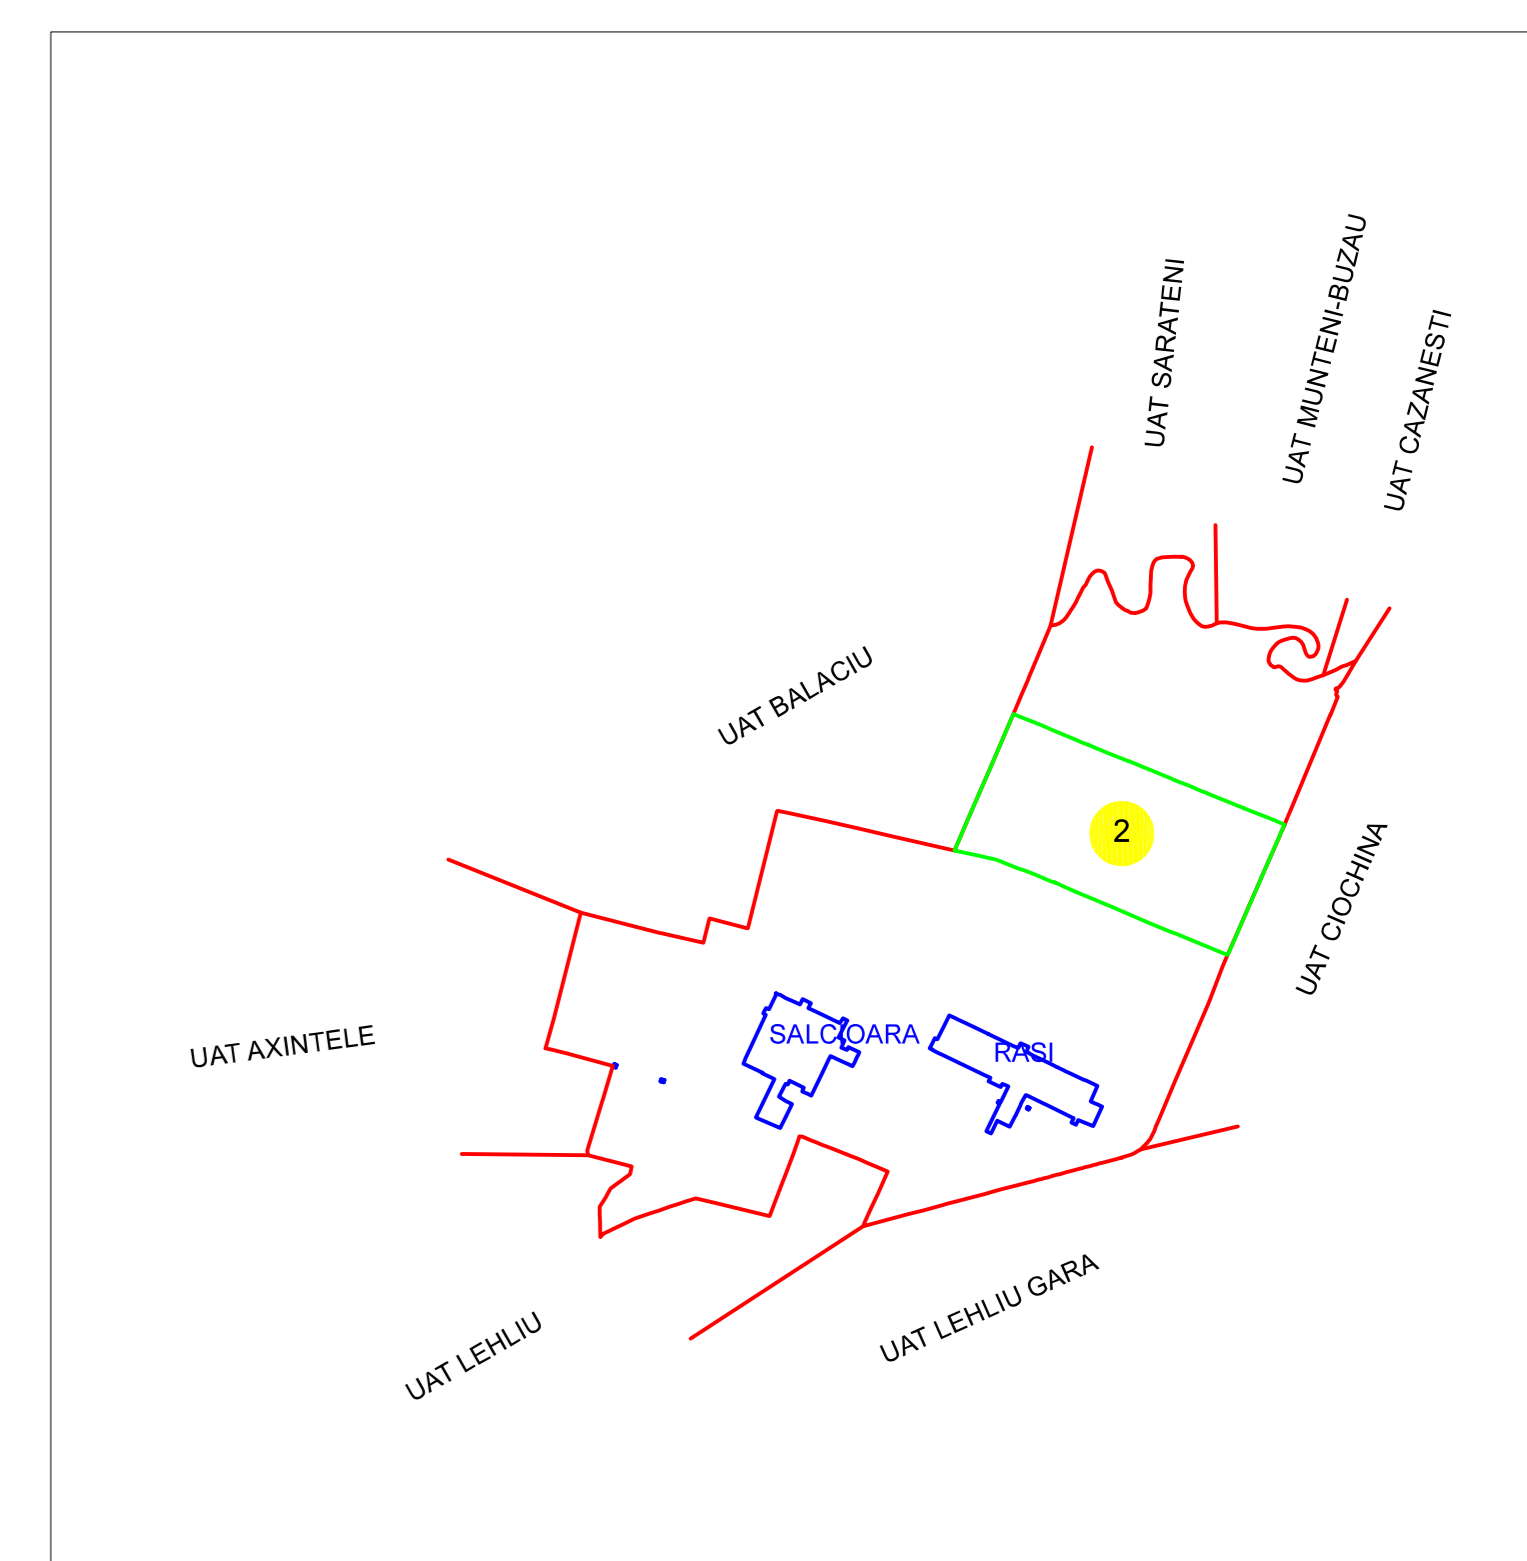 UAT SARATENI
UAT MUNTENI-BUZAU
UAT CAZANESTI
UAT BALACIU
2
UAT CIOCHINA
UAT AXINTELE
SALCIOARA
RASI
UAT LEHLIU
UAT LEHLIU GARA